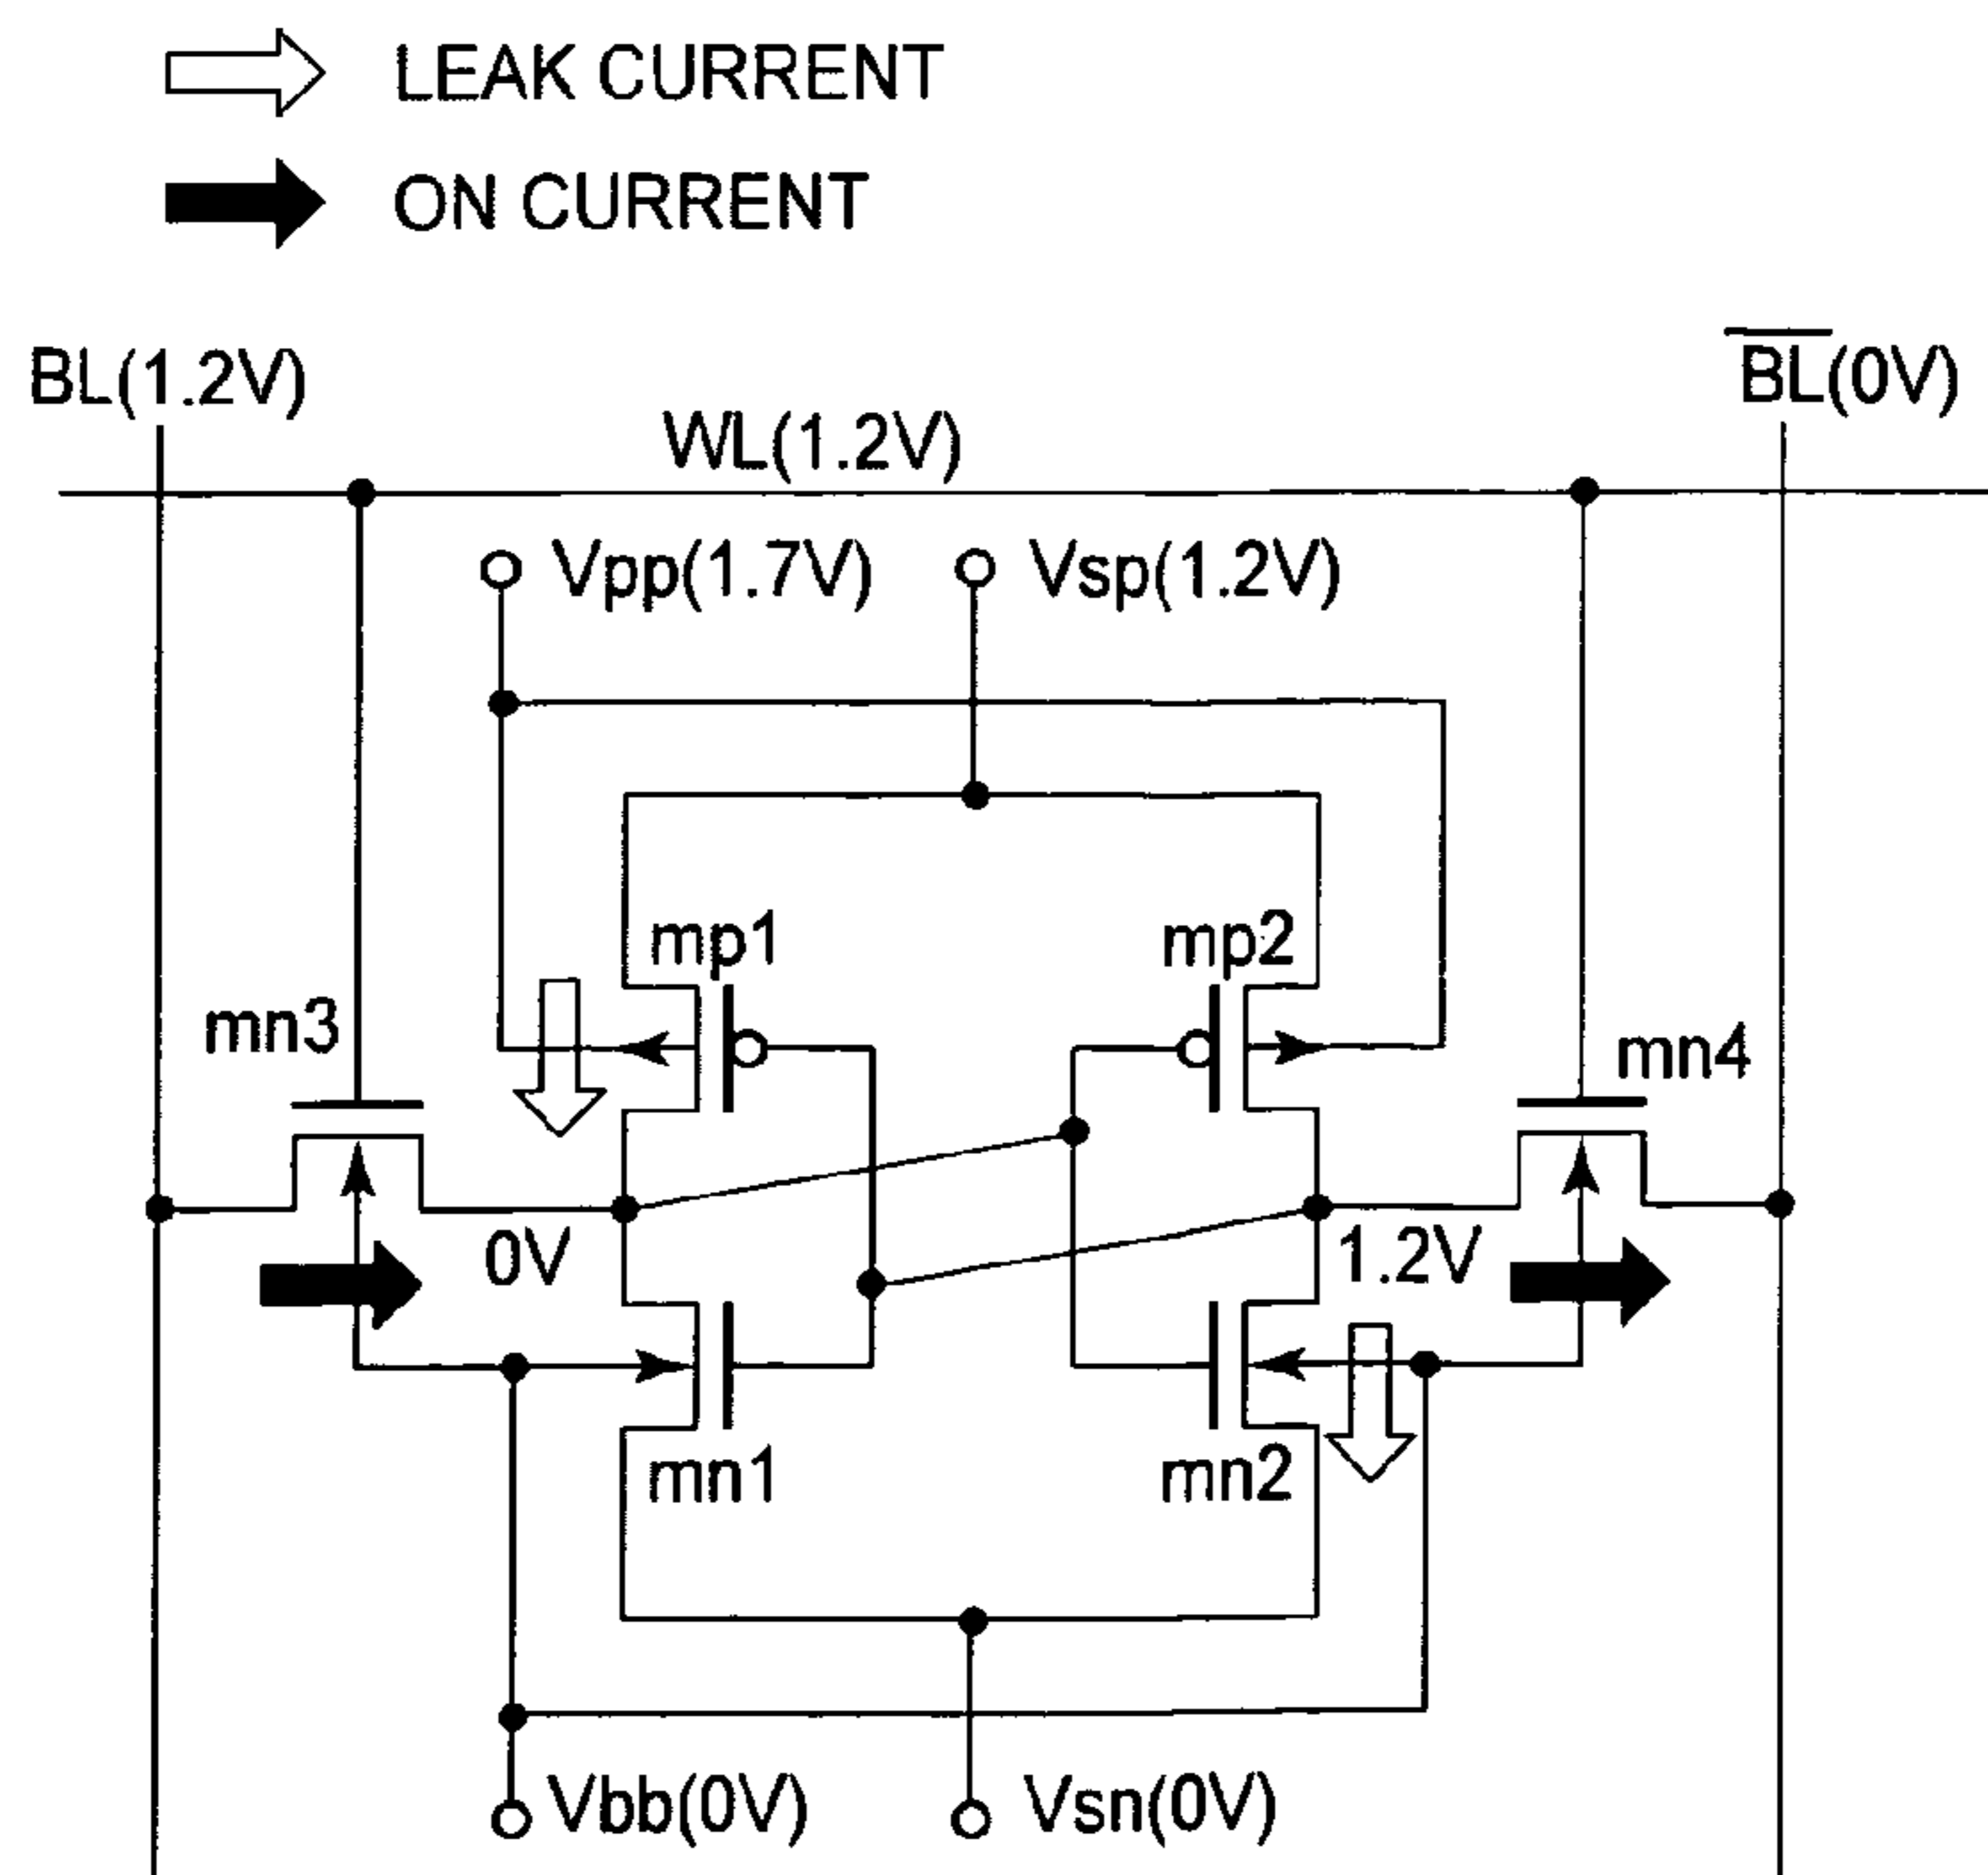 LEAK CURRENT
ON CURRENT
BL(1.2V)
B̅L̅(0V)
WL(1.2V)
Vpp(1.7V)
Vsp(1.2V)
mp1
mp2
mn3
mn4
0V
1.2V
mn1
mn2
Vbb(0V)
Vsn(0V)